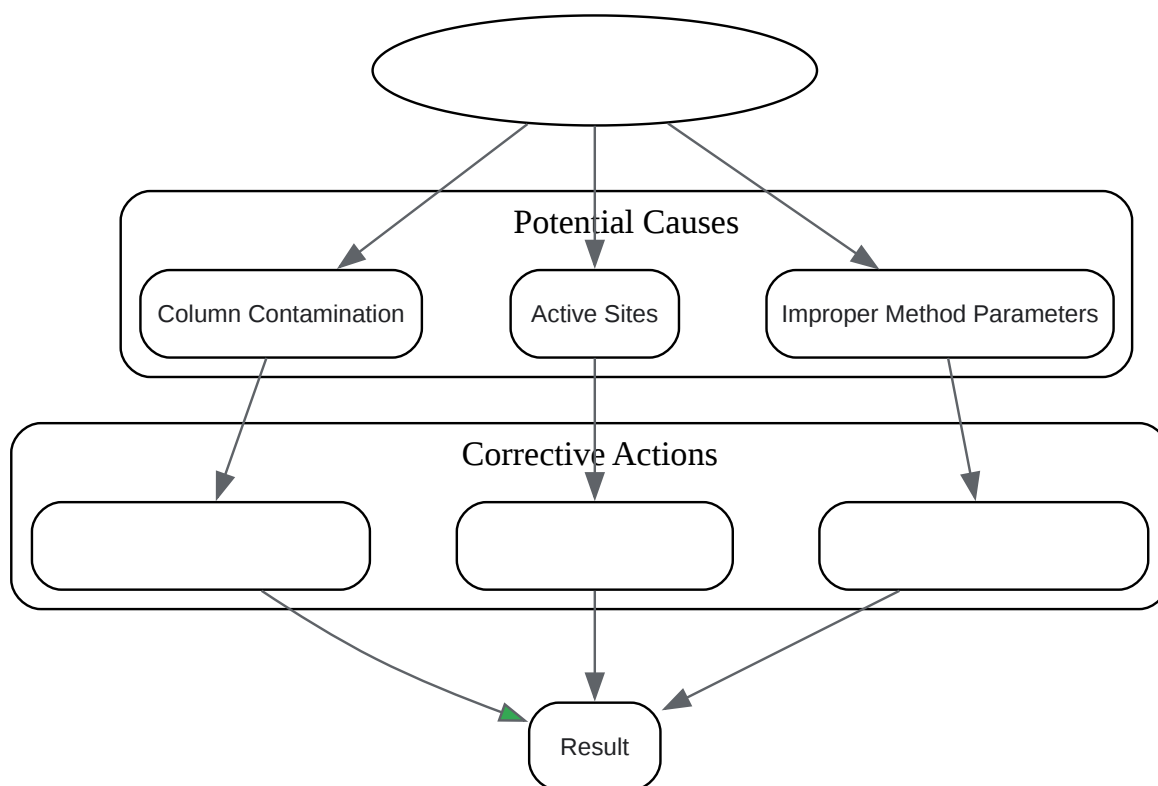 Potential Causes
Column Contamination
Active Sites
Improper Method Parameters
Corrective Actions
Result